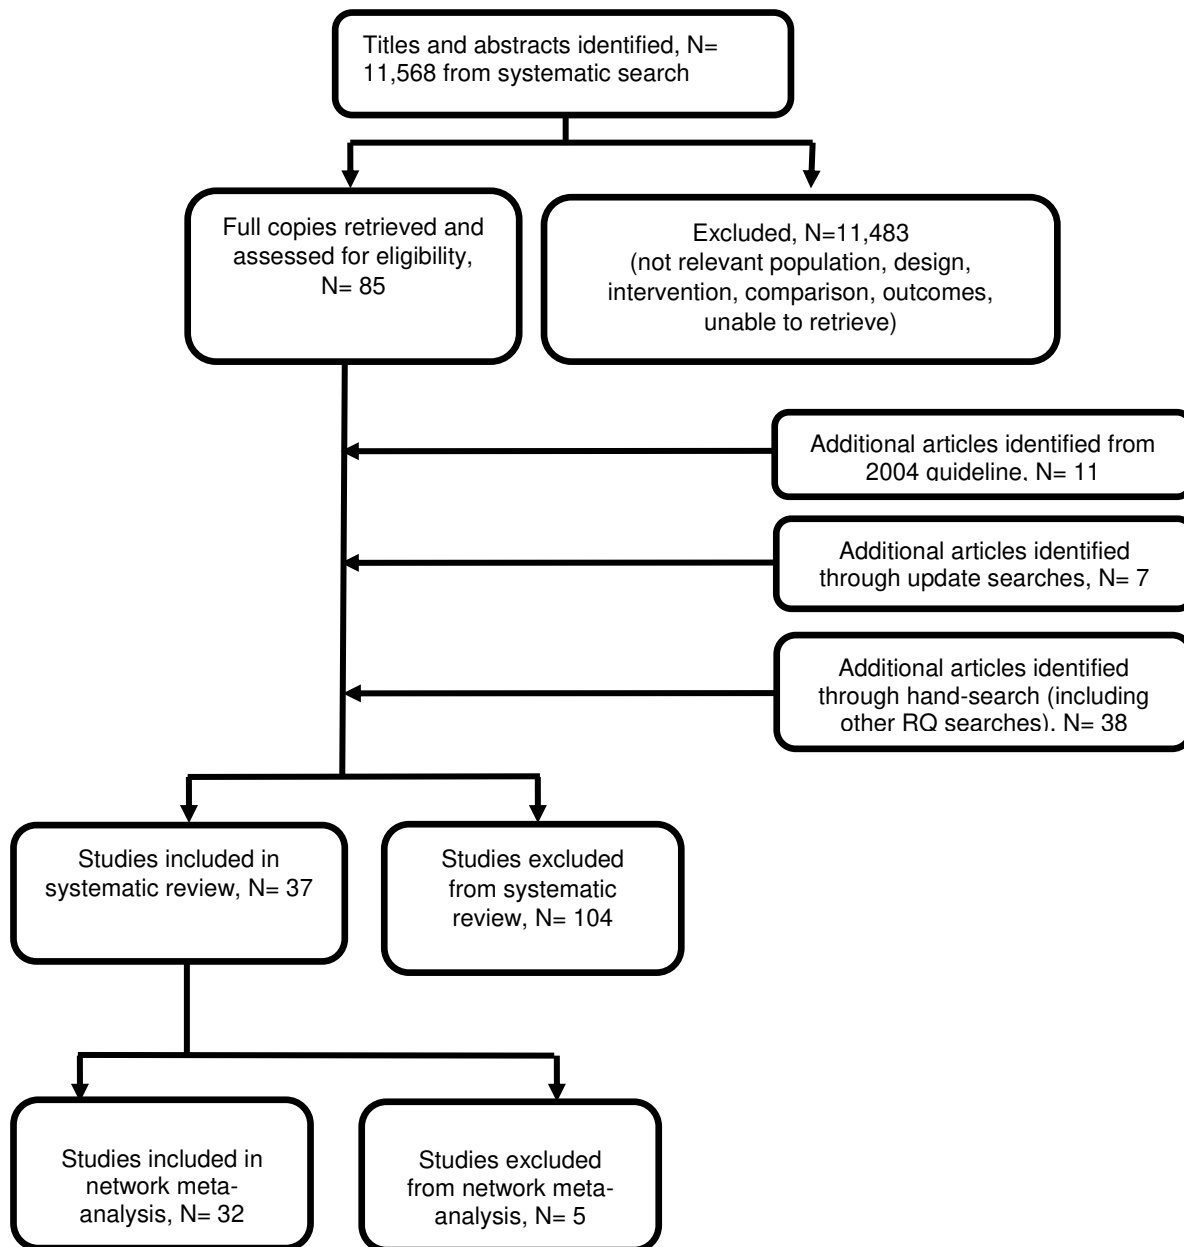 Titles and abstracts identified, N=
11,568 from systematic search
Full copies retrieved and
assessed for eligibility,
N= 85
Excluded, N=11,483
(not relevant population, design,
intervention, comparison, outcomes,
unable to retrieve)
Additional articles identified from
2004 guideline, N= 11
Additional articles identified
through update searches, N= 7
Additional articles identified
through hand-search (including
other RQ searches), N= 38
Studies included in
systematic review, N= 37
Studies excluded
from systematic
review, N= 104
Studies included in
network meta-
analysis, N= 32
Studies excluded
from network meta-
analysis, N= 5